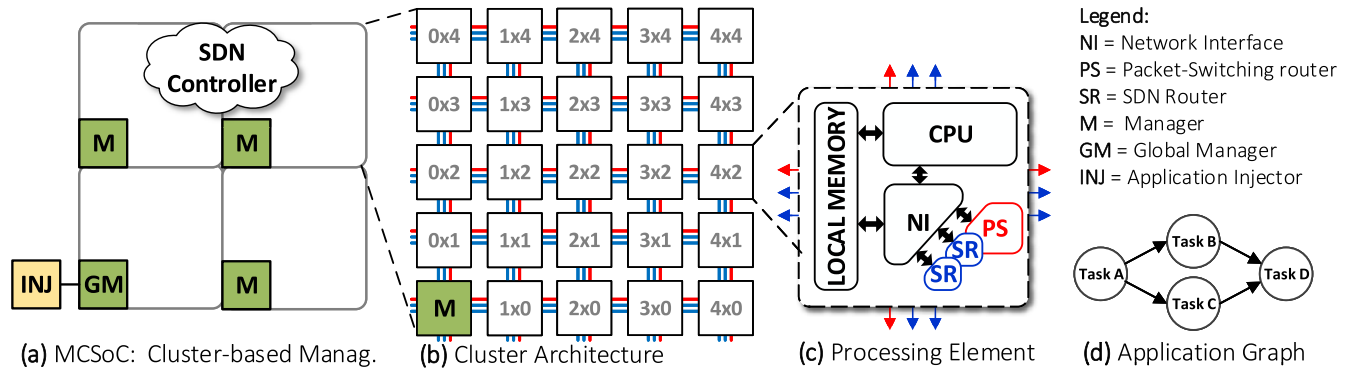 SDN
Controller
M
M
INJ
GM
M
(a) MCSoC: Cluster-based Manag.
0x4
1x4
2x4
3x4
4x4
0x3
1x3
2x3
3x3
4x3
0x2
1x2
2x2
3x2
4x2
0x1
1x1
2x1
3x1
4x1
M
1x0
2x0
3x0
4x0
(b) Cluster Architecture
LOCAL MEMORY
CPU
NI
PS
SR
SR
(c) Processing Element
Legend:
NI = Network Interface
PS = Packet-Switching router
SR = SDN Router
M = Manager
GM = Global Manager
INJ = Application Injector
Task A
Task B
Task C
Task D
(d) Application Graph